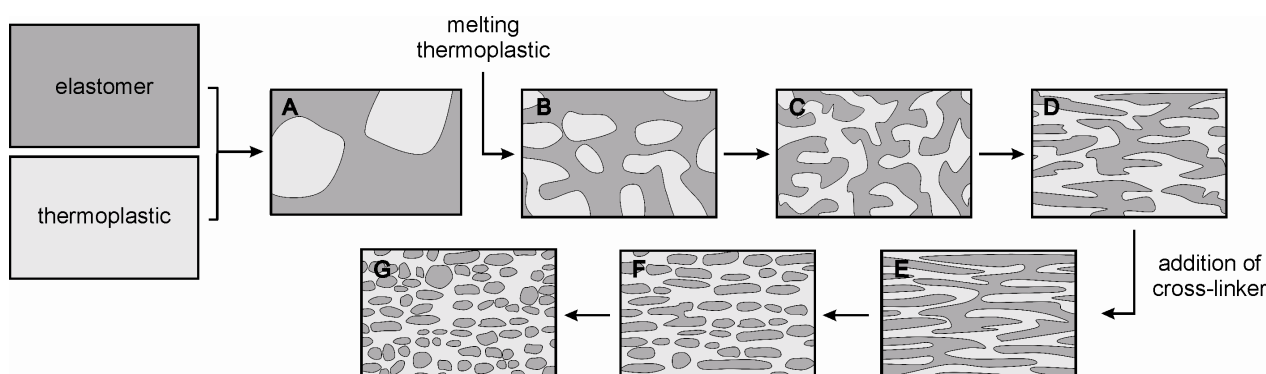 melting
thermoplastic
elastomer
thermoplastic
A
B
C
D
addition of
cross-linker
G
F
E